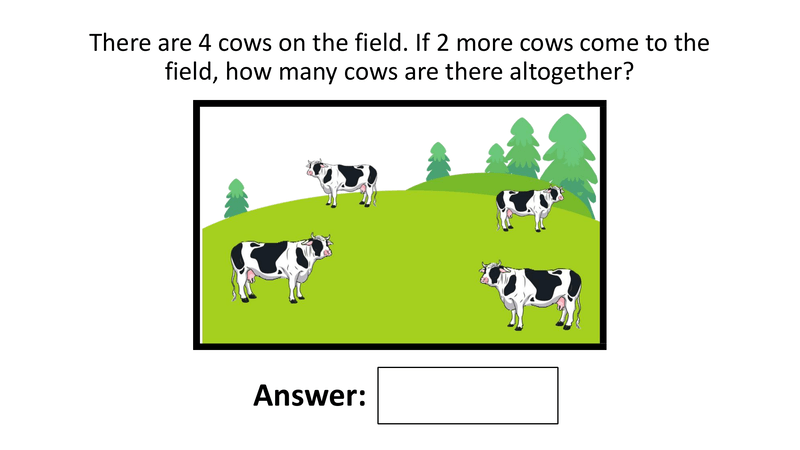 There are 4 cows on the field. If 2 more cows come to the
field, how many cows are there altogether?
Answer: